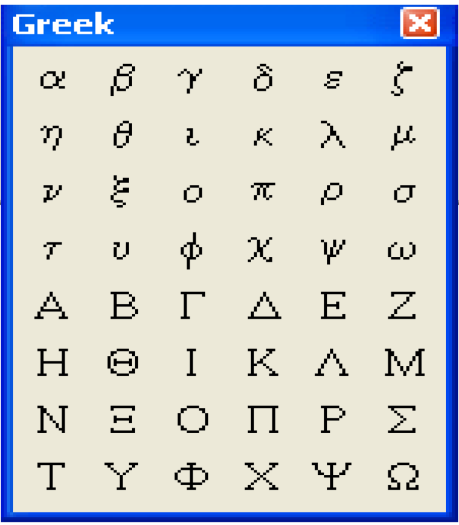 Greek
α β γ δ ε ζ
η θ ι κ λ μ
ν ξ ο π ρ σ
τ υ ϕ χ ψ ω
Α Β Γ Δ Ε Ζ
Η Θ Ι Κ Λ Μ
Ν Ξ Ο Π Ρ Σ
Τ Υ Φ Χ Ψ Ω